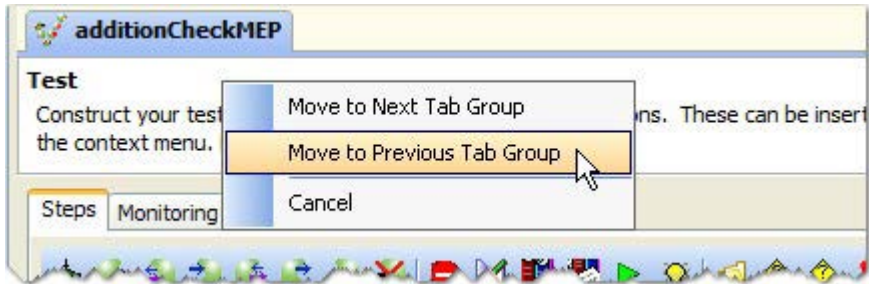 additionCheckMEP
Test
Construct your test
ons. These can be insert
the context menu.
Move to Next Tab Group
Move to Previous Tab Group
Cancel
Steps Monitoring